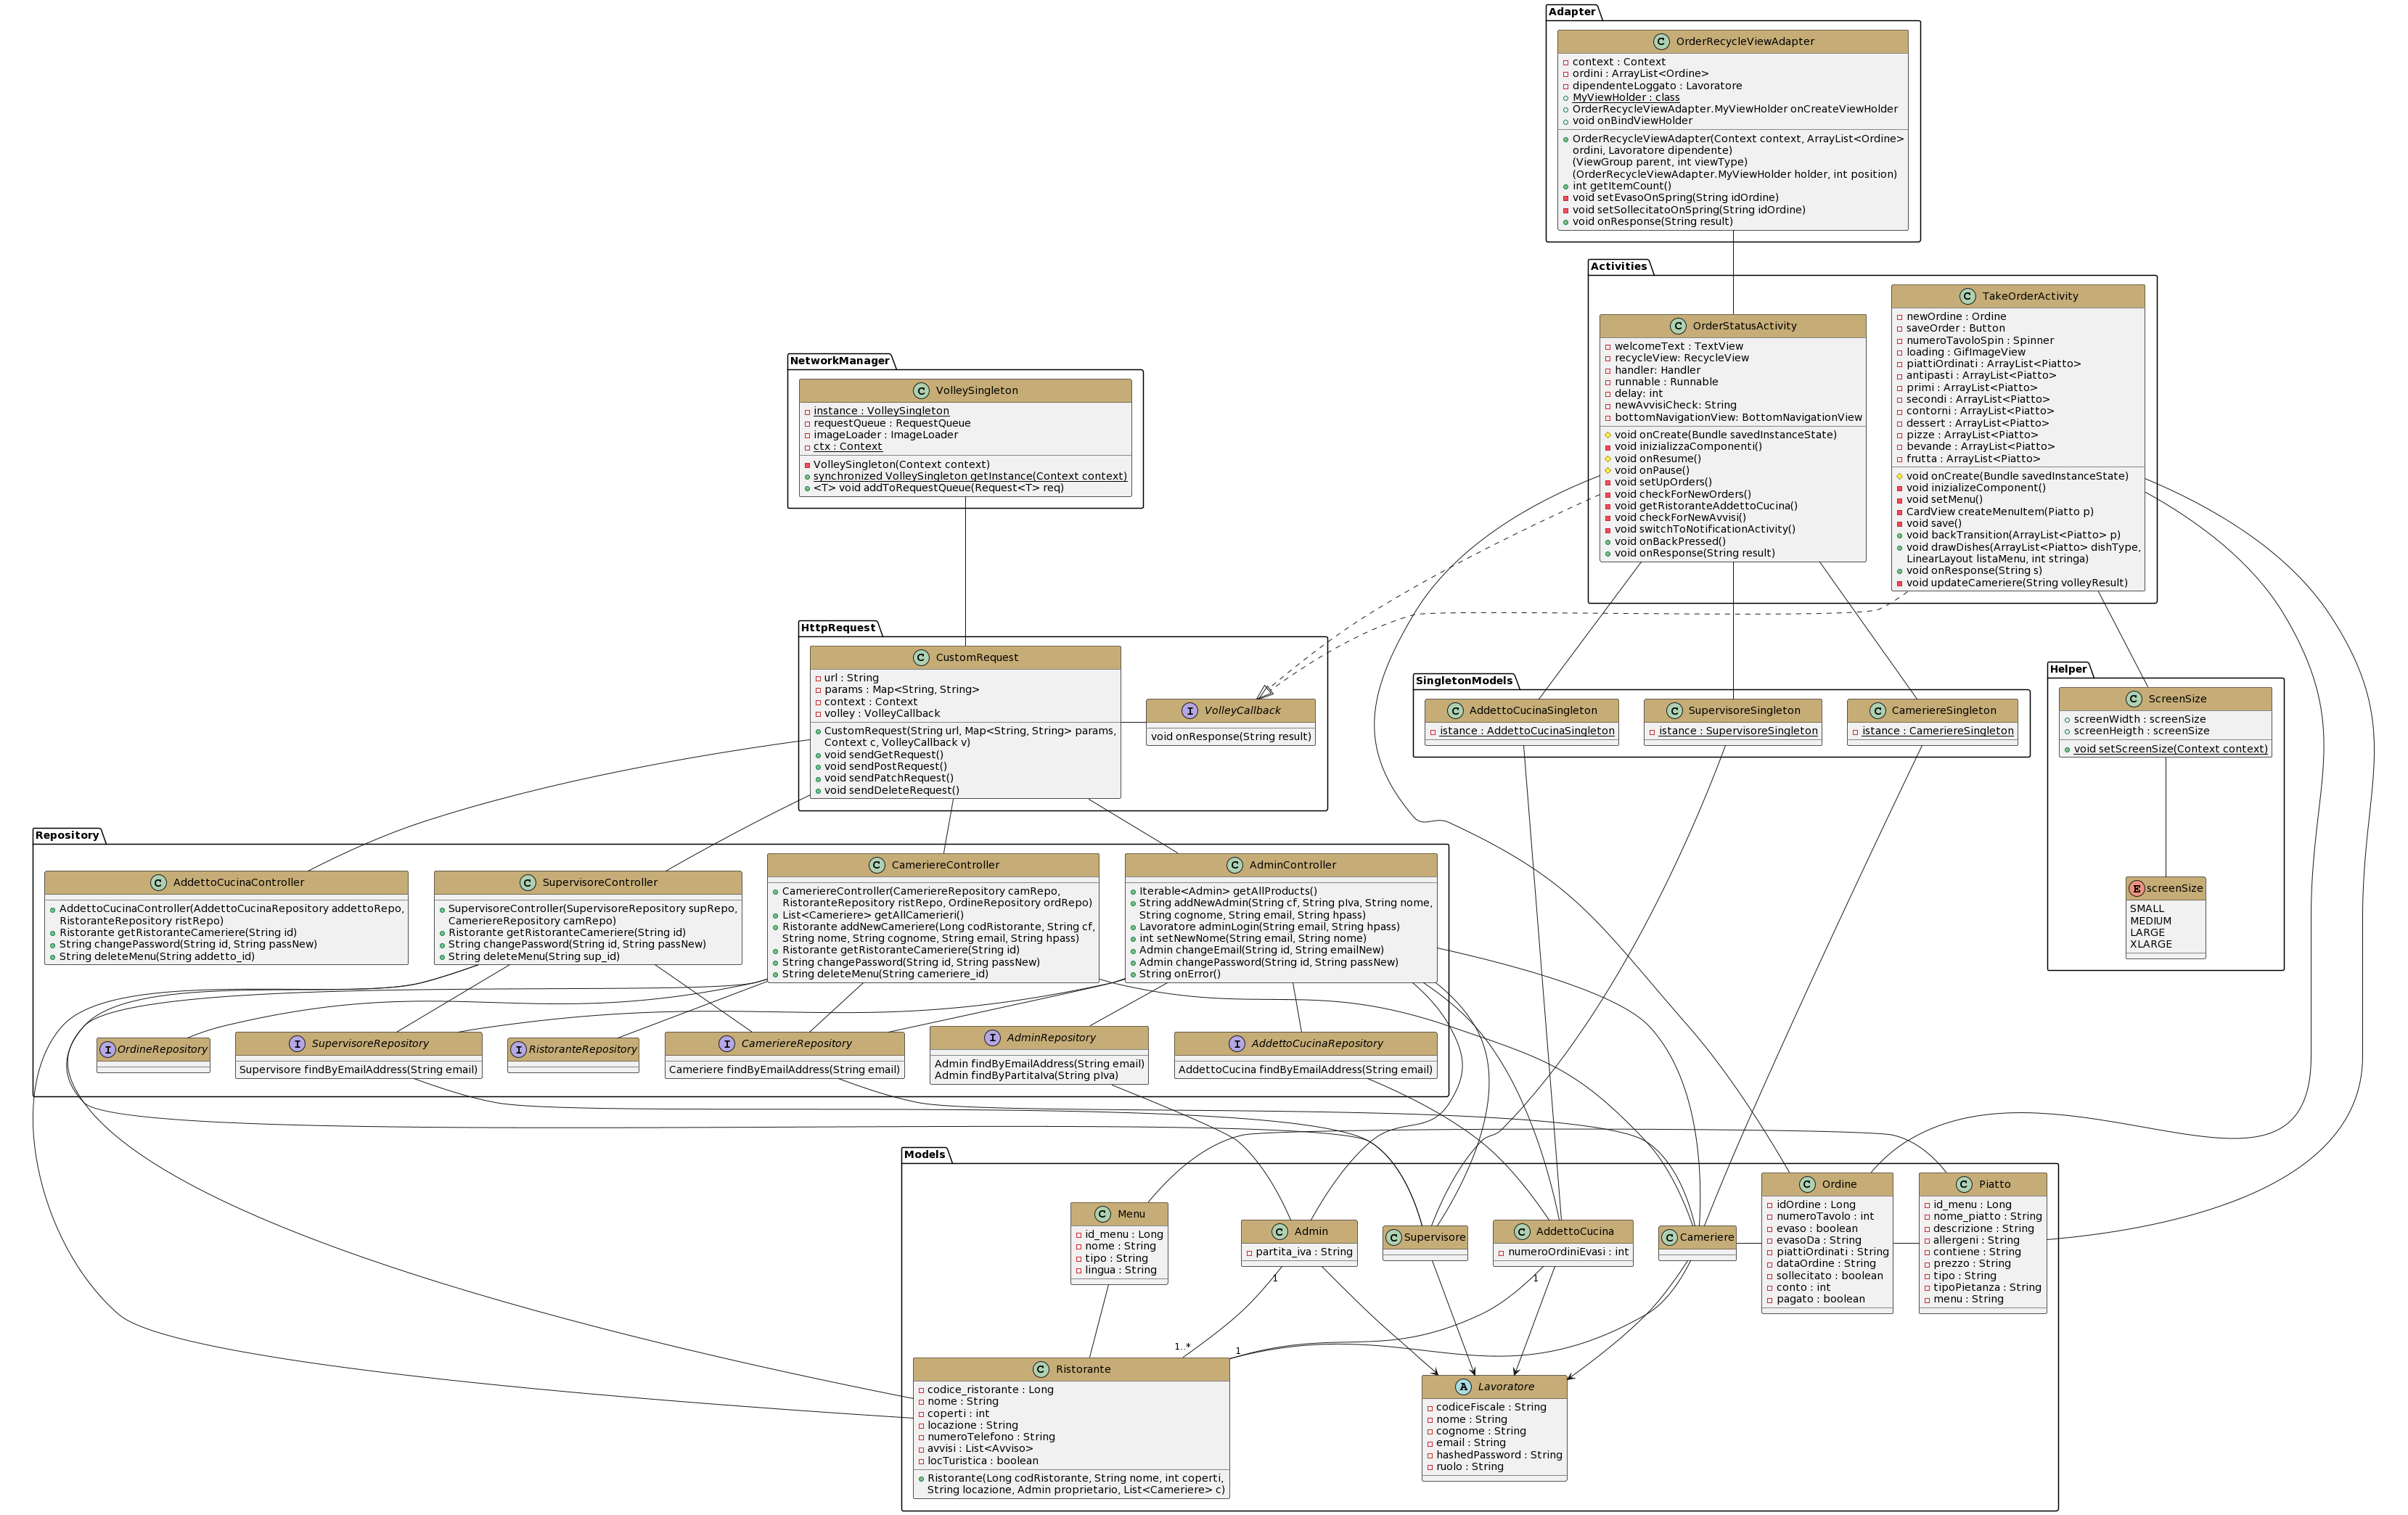 Adapter
C OrderRecycleViewAdapter
context : Context
ordini : ArrayList<Ordine>
dipendenteLoggato : Lavoratore
MyViewHolder : class
OrderRecycleViewAdapter.MyViewHolder onCreateViewHolder
void onBindViewHolder
OrderRecycleViewAdapter(Context context, ArrayList<Ordine>
ordini, Lavoratore dipendente)
(ViewGroup parent, int viewType)
(OrderRecycleViewAdapter.MyViewHolder holder, int position)
int getItemCount()
void setEvasoOnSpring(String idOrdine)
void setSollecitatoOnSpring(String idOrdine)
void onResponse(String result)
Activities
C OrderStatusActivity
welcomeText : TextView
recycleView: RecycleView
handler: Handler
runnable : Runnable
delay: int
newAvvisiCheck: String
bottomNavigationView: BottomNavigationView
void onCreate(Bundle savedInstanceState)
void inizializzaComponenti()
void onResume()
void onPause()
void setUpOrders()
void checkForNewOrders()
void getRistoranteAddettoCucina()
void checkForNewAvvisi()
void switchToNotificationActivity()
void onBackPressed()
void onResponse(String result)
C TakeOrderActivity
newOrdine : Ordine
saveOrder : Button
numeroTavoloSpin : Spinner
loading : GifImageView
piattiOrdinati : ArrayList<Piatto>
antipasti : ArrayList<Piatto>
primi : ArrayList<Piatto>
secondi : ArrayList<Piatto>
contorni : ArrayList<Piatto>
dessert : ArrayList<Piatto>
pizze : ArrayList<Piatto>
bevande : ArrayList<Piatto>
frutta : ArrayList<Piatto>
void onCreate(Bundle savedInstanceState)
void inizializeComponent()
void setMenu()
CardView createMenuItem(Piatto p)
void save()
void backTransition(ArrayList<Piatto> p)
void drawDishes(ArrayList<Piatto> dishType,
LinearLayout listaMenu, int stringa)
void onResponse(String s)
void updateCameriere(String volleyResult)
NetworkManager
C VolleySingleton
instance : VolleySingleton
requestQueue : RequestQueue
imageLoader : ImageLoader
ctx : Context
VolleySingleton(Context context)
synchronized VolleySingleton getInstance(Context context)
<T> void addToRequestQueue(Request<T> req)
HttpRequest
C CustomRequest
url : String
params : Map<String, String>
context : Context
volley : VolleyCallback
CustomRequest(String url, Map<String, String> params,
Context c, VolleyCallback v)
void sendGetRequest()
void sendPostRequest()
void sendPatchRequest()
void sendDeleteRequest()
I VolleyCallback
void onResponse(String result)
SingletonModels
C AddettoCucinaSingleton
istance : AddettoCucinaSingleton
C SupervisoreSingleton
istance : SupervisoreSingleton
C CameriereSingleton
istance : CameriereSingleton
Helper
C ScreenSize
screenWidth : screenSize
screenHeigth : screenSize
void setScreenSize(Context context)
E screenSize
SMALL
MEDIUM
LARGE
XLARGE
Repository
C AddettoCucinaController
AddettoCucinaController(AddettoCucinaRepository addettoRepo,
RistoranteRepository ristRepo)
Ristorante getRistoranteCameriere(String id)
String changePassword(String id, String passNew)
String deleteMenu(String addetto_id)
C SupervisoreController
SupervisoreController(SupervisoreRepository supRepo,
CameriereRepository camRepo)
Ristorante getRistoranteCameriere(String id)
String changePassword(String id, String passNew)
String deleteMenu(String sup_id)
C CameriereController
CameriereController(CameriereRepository camRepo,
RistoranteRepository ristRepo, OrdineRepository ordRepo)
List<Cameriere> getAllCamerieri()
Ristorante addNewCameriere(Long codRistorante, String cf,
String nome, String cognome, String email, String hpass)
Ristorante getRistoranteCameriere(String id)
String changePassword(String id, String passNew)
String deleteMenu(String cameriere_id)
C AdminController
Iterable<Admin> getAllProducts()
String addNewAdmin(String cf, String pIva, String nome,
String cognome, String email, String hpass)
Lavoratore adminLogin(String email, String hpass)
int setNewNome(String email, String nome)
Admin changeEmail(String id, String emailNew)
Admin changePassword(String id, String passNew)
String onError()
I OrdineRepository
I SupervisoreRepository
Supervisore findByEmailAddress(String email)
I RistoranteRepository
I CameriereRepository
Cameriere findByEmailAddress(String email)
I AdminRepository
Admin findByEmailAddress(String email)
Admin findByPartitaIva(String pIva)
I AddettoCucinaRepository
AddettoCucina findByEmailAddress(String email)
Models
C Menu
id_menu : Long
nome : String
tipo : String
lingua : String
C Admin
partita_iva : String
C Supervisore
C AddettoCucina
numeroOrdiniEvasi : int
C Cameriere
C Ordine
idOrdine : Long
numeroTavolo : int
evaso : boolean
evasoDa : String
piattiOrdinati : String
dataOrdine : String
sollecitato : boolean
conto : int
pagato : boolean
C Piatto
id_menu : Long
nome_piatto : String
descrizione : String
allergeni : String
contiene : String
prezzo : String
tipo : String
tipoPietanza : String
menu : String
1
1
1..*
1
C Ristorante
codice_ristorante : Long
nome : String
coperti : int
locazione : String
numeroTelefono : String
avvisi : List<Avviso>
locTuristica : boolean
Ristorante(Long codRistorante, String nome, int coperti,
String locazione, Admin proprietario, List<Cameriere> c)
A Lavoratore
codiceFiscale : String
nome : String
cognome : String
email : String
hashedPassword : String
ruolo : String